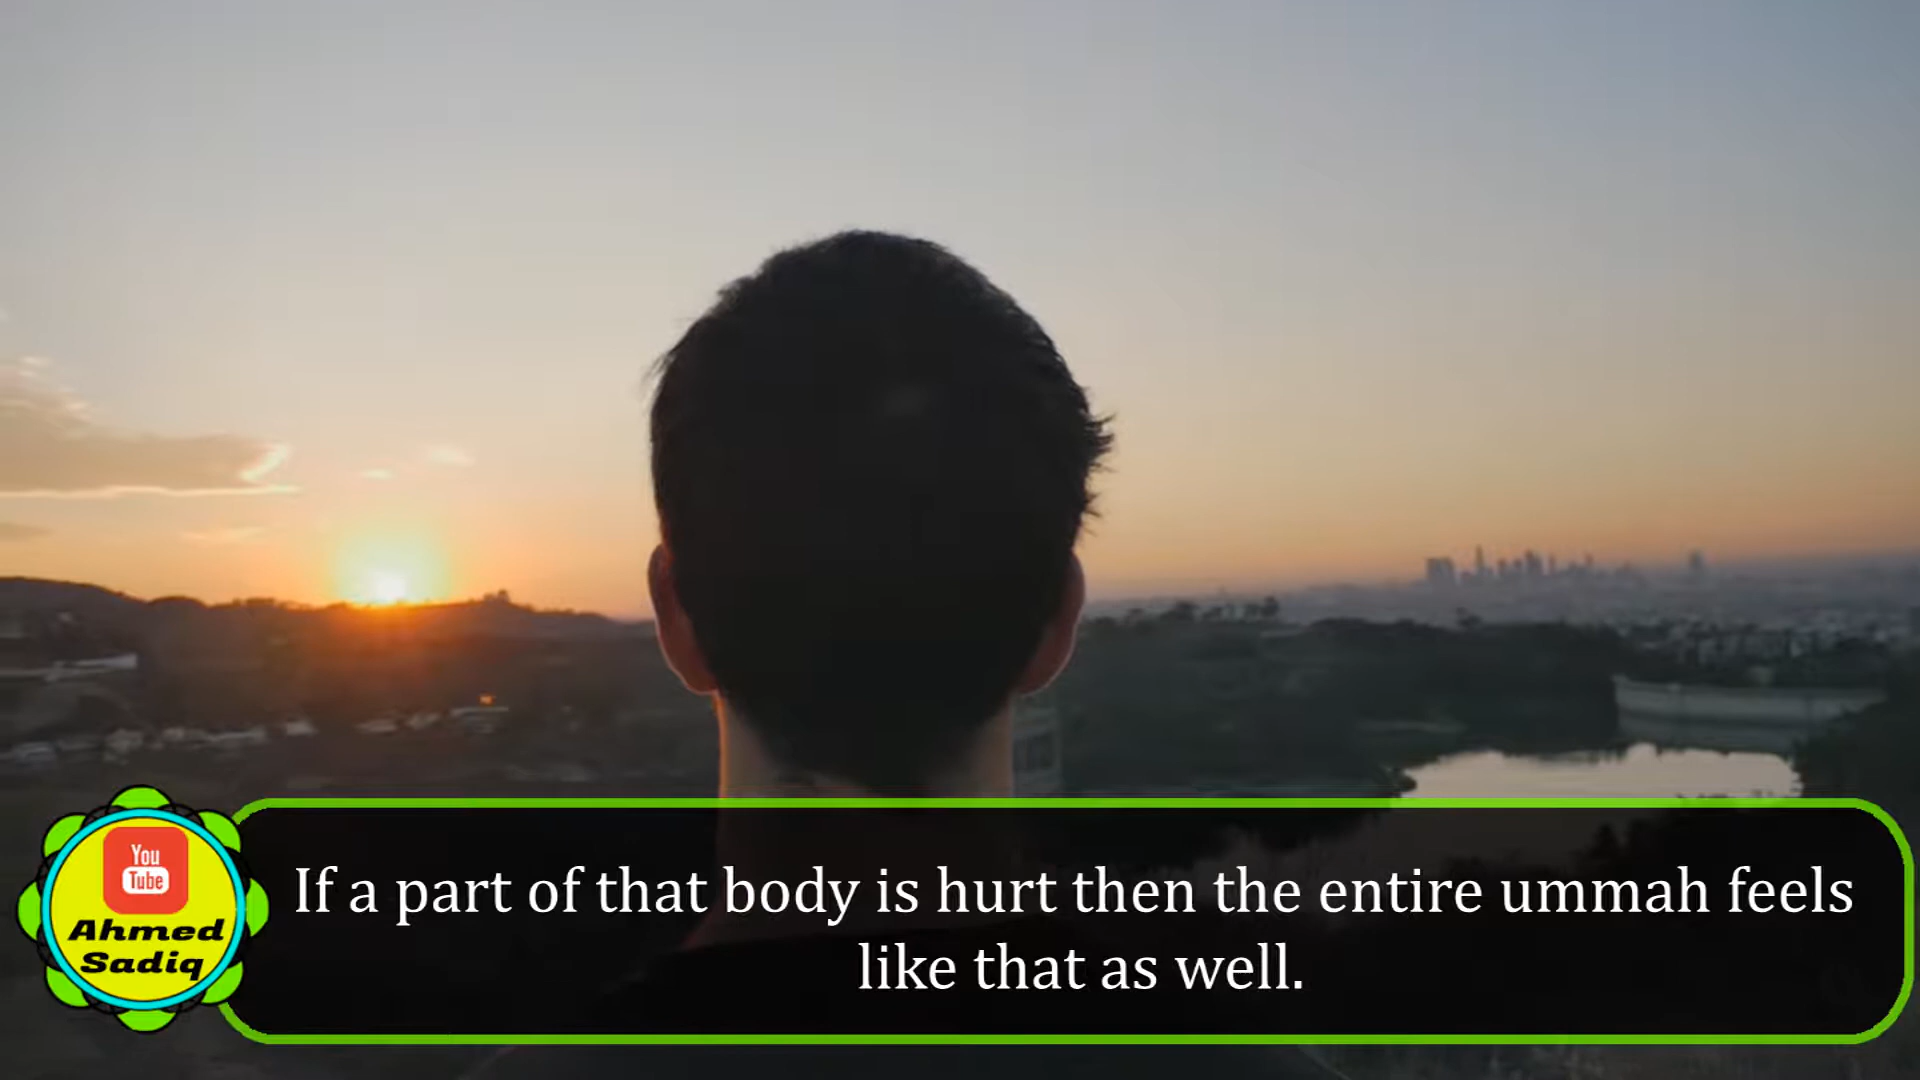 You
Tube
Ahmed
Sadiq
If a part of that body is hurt then the entire ummah feels
like that as well.